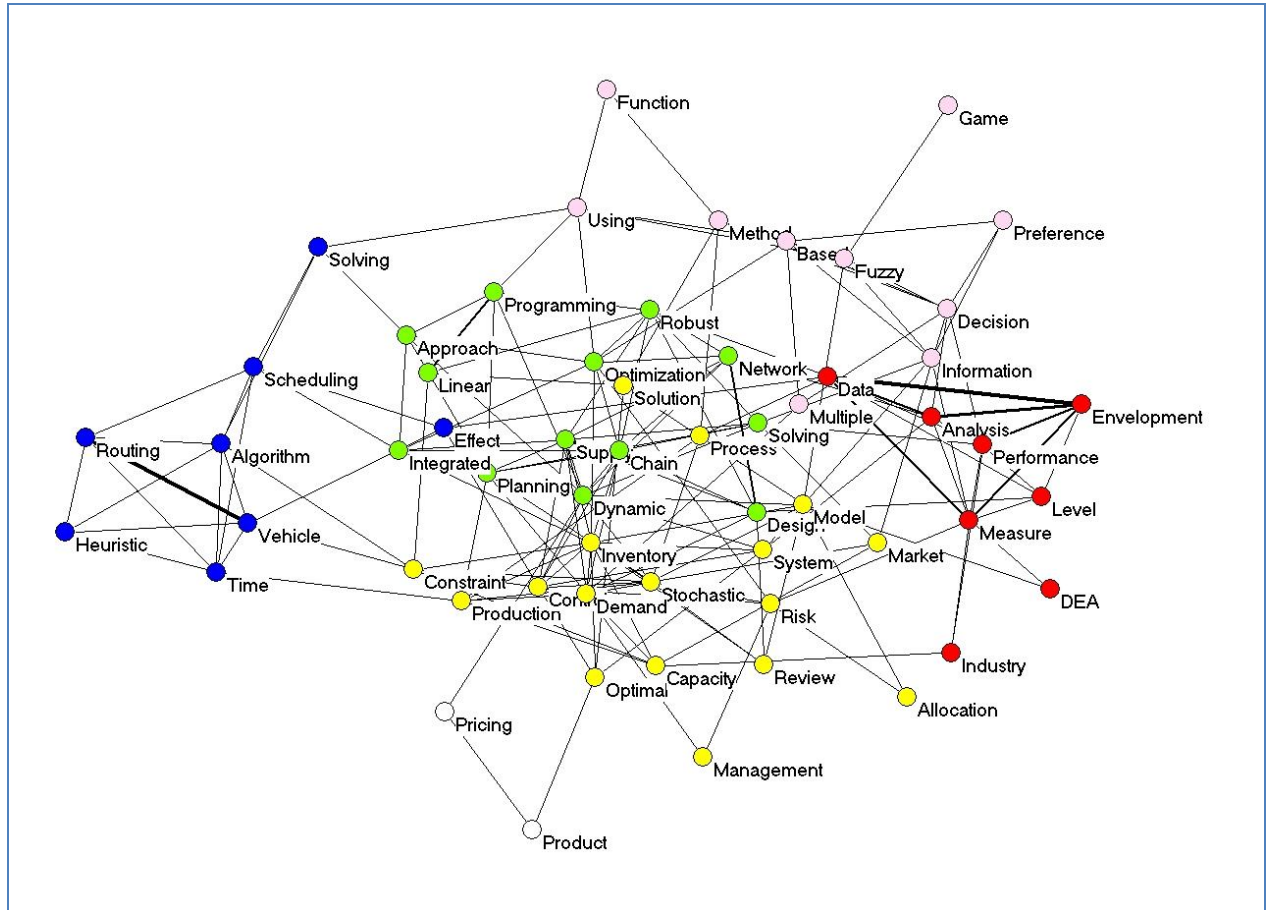 Function
Game
Using
Method
Based
Preference
Solving
Fuzzy
Programming
Robust
Decision
Approach
Network
Information
Scheduling
Linear
Optimization
Solution
Data
Multiple
Envelopment
Effect
Analysis
Routing
Algorithm
Integrated
Supply
Chain
Process
Solving
Performance
Planning
Dynamic
Design
Model
Level
Heuristic
Vehicle
Inventory
System
Market
Measure
Time
Constraint
Production
Demand
Stochastic
Risk
DEA
Optimal
Capacity
Review
Industry
Pricing
Allocation
Management
Product